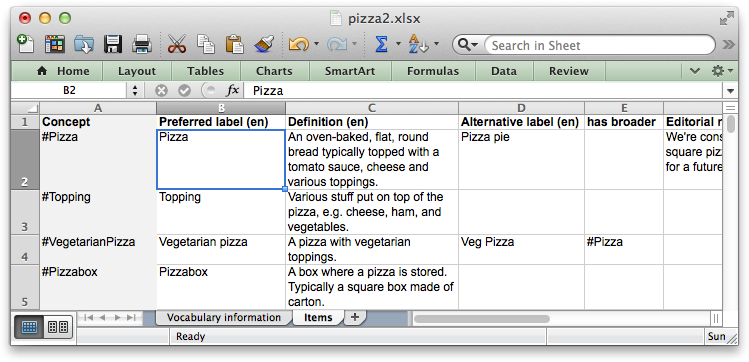 pizza2.xlsx
Search in Sheet
Home Layout Tables Charts SmartArt Formulas Data Review
B2 fx Pizza
A B C D E
1 Concept Preferred label (en) Definition (en) Alternative label (en) has broader Editorial
2 #Pizza Pizza An oven-baked, flat, round Pizza pie We're cons
bread typically topped with a square piz
tomato sauce, cheese and for a future
various toppings.
3 #Topping Topping Various stuff put on top of the
pizza, e.g. cheese, ham, and
vegetables.
4 #VegetarianPizza Vegetarian pizza A pizza with vegetarian Veg Pizza #Pizza
toppings.
5 #Pizzabox Pizzabox A box where a pizza is stored.
Typically a square box made of
carton.
Vocabulary information Items
Ready Sun